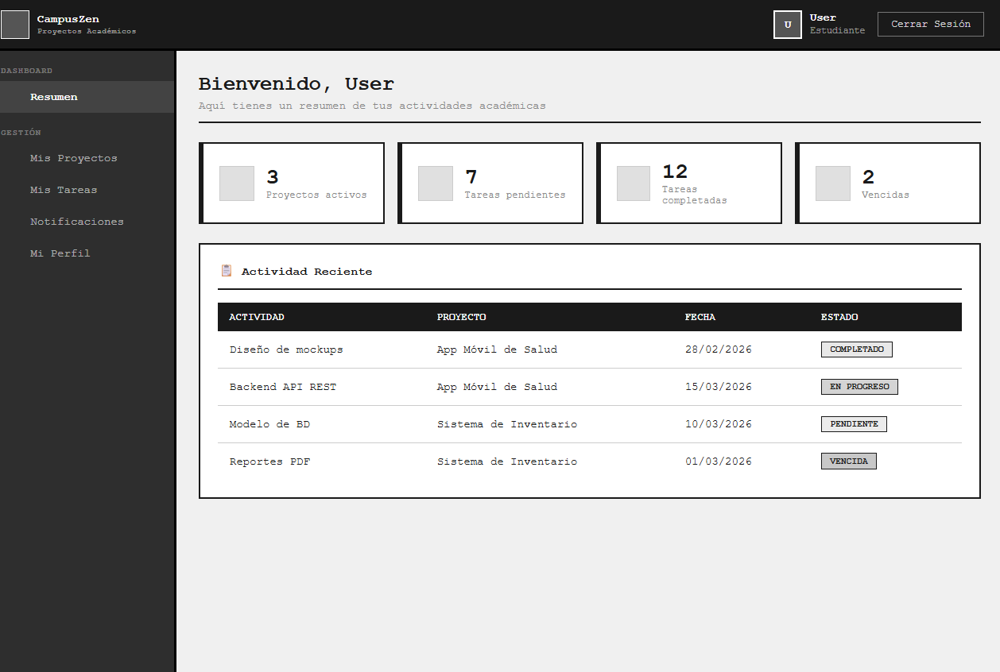 CampusZen
Proyectos Académicos
U
User
Estudiante
Cerrar Sesión
DASHBOARD
Resumen
GESTIÓN
Mis Proyectos
Mis Tareas
Notificaciones
Mi Perfil
Bienvenido, User
Aquí tienes un resumen de tus actividades académicas
3
Proyectos activos
7
Tareas pendientes
12
Tareas
completadas
2
Vencidas
Actividad Reciente
ACTIVIDAD PROYECTO FECHA ESTADO
Diseño de mockups App Móvil de Salud 28/02/2026 COMPLETADO
Backend API REST App Móvil de Salud 15/03/2026 EN PROGRESO
Modelo de BD Sistema de Inventario 10/03/2026 PENDIENTE
Reportes PDF Sistema de Inventario 01/03/2026 VENCIDA